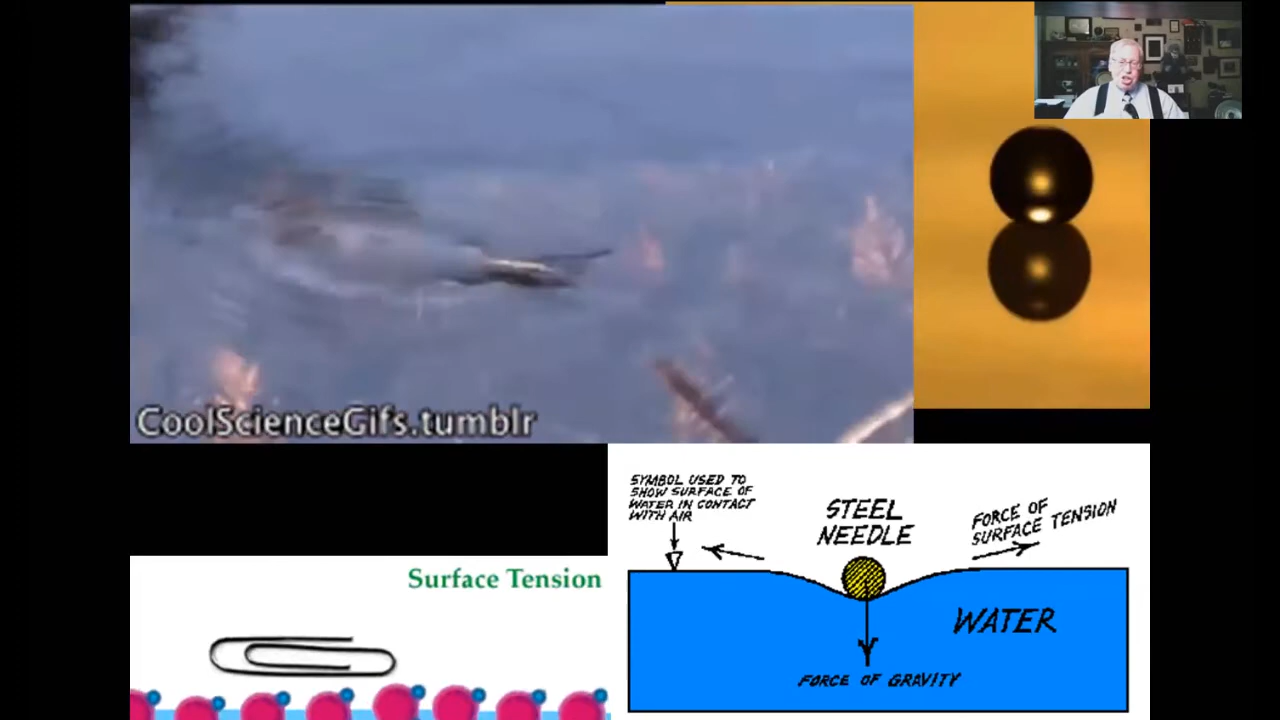 CoolScienceGifs.tumblr
SYMBOL USED TO
SHOW SURFACE OF
WATER IN CONTACT
WITH AIR
STEEL
NEEDLE
FORCE OF
SURFACE TENSION
WATER
FORCE OF GRAVITY
Surface Tension